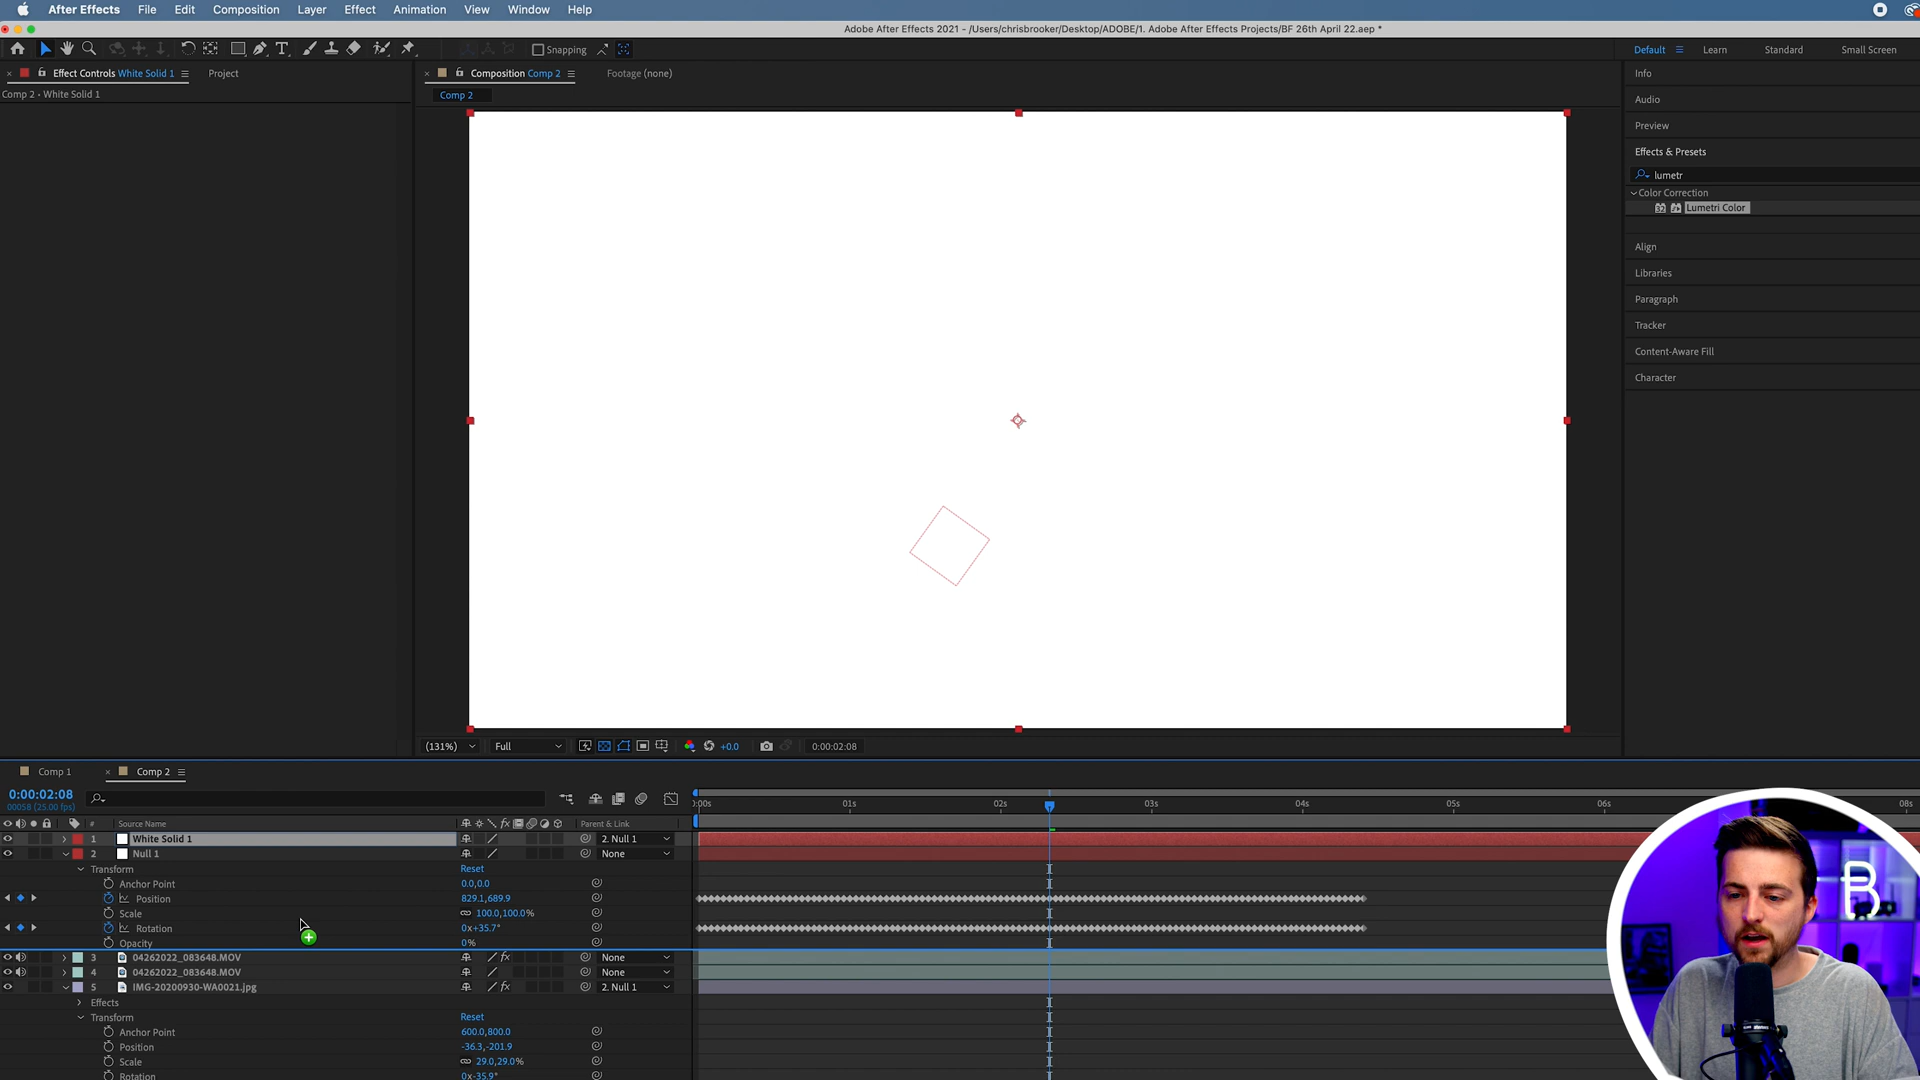 After Effects File Edit Composition Layer Effect Animation View Window Help
Adobe After Effects 2021 - /Users/chrisbrooker/Desktop/ADOBE/1. Adobe After Effects Projects/BF 26th April 22.aep *
Snapping Default Learn Standard Small Screen
Effect Controls White Solid 1 Project Composition Comp 2 Footage (none) Info
Comp 2 • White Solid 1 Comp 2
Audio
Preview
Effects & Presets
lumetr
Color Correction
32 Lumetri Color
Align
Libraries
Paragraph
Tracker
Content-Aware Fill
Character
(131%) Full +0.0 0:00:02:08
Comp 1 Comp 2
0:00:02:08
00058 (25.00 fps)
:00s 01s 02s 03s 04s 05s 06s 08s
# Source Name fx Parent & Link
1 White Solid 1 2. Null 1
2 Null 1 None
Transform Reset
Anchor Point 0.0,0.0
Position 829.1,689.9
Scale 100.0,100.0%
Rotation 0x+35.7°
Opacity 0%
3 04262022_083648.MOV fx None
4 04262022_083648.MOV None
5 IMG-20200930-WA0021.jpg fx 2. Null 1
Effects
Transform Reset
Anchor Point 600.0,800.0
Position -36.3,-201.9
Scale 29.0,29.0%
Rotation 0x-35.9°